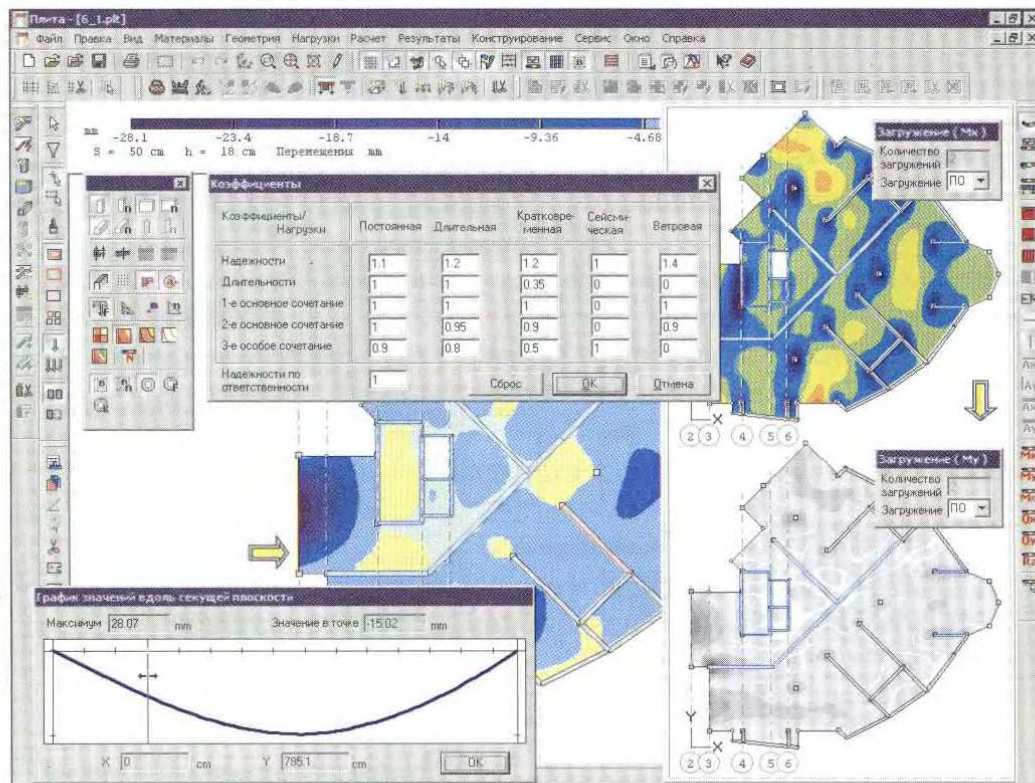 Плита - [6_1.plt]
Файл Правка Вид Материалы Геометрия Нагрузки Расчет Результаты Конструирование Сервис Окно Справка
mm -28.1 -23.4 -18.7 -14 -9.36 -4.68
S = 50 cm h = 18 cm Перемещения mm
Загружение ( Mx )
Количество загружений 2
Загружение ПО
Коэффициенты
Коэффициенты/ Нагрузки Постоянная Длительная Кратковре- менная Сейсми- ческая Ветровая
Надежности 1.1 1.2 1.2 1 1.4
Длительности 1 1 0.35 0 0
1-е основное сочетание 1 1 1 0 1
2-е основное сочетание 1 0.95 0.9 0 0.9
3-е особое сочетание 0.9 0.8 0.5 1 0
Надежности по ответственности 1
Сброс OK Отмена
X
2 3 4 5 6
Загружение ( My )
Количество загружений
Загружение ПО
График значений вдоль секущей плоскости
Максимум 28.07 mm Значение в точке -15.02 mm
X 0 cm Y 785.1 cm OK
Y
X
2 3 4 5 6